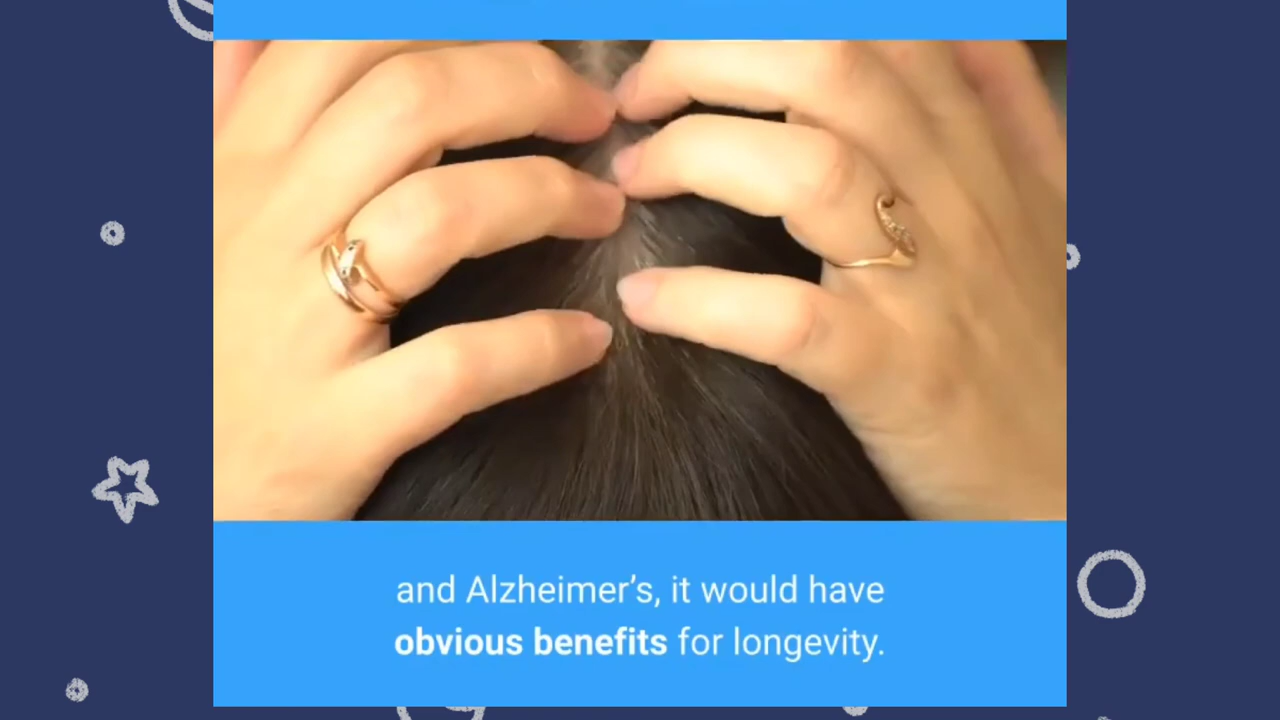 and Alzheimer’s, it would have
obvious benefits for longevity.